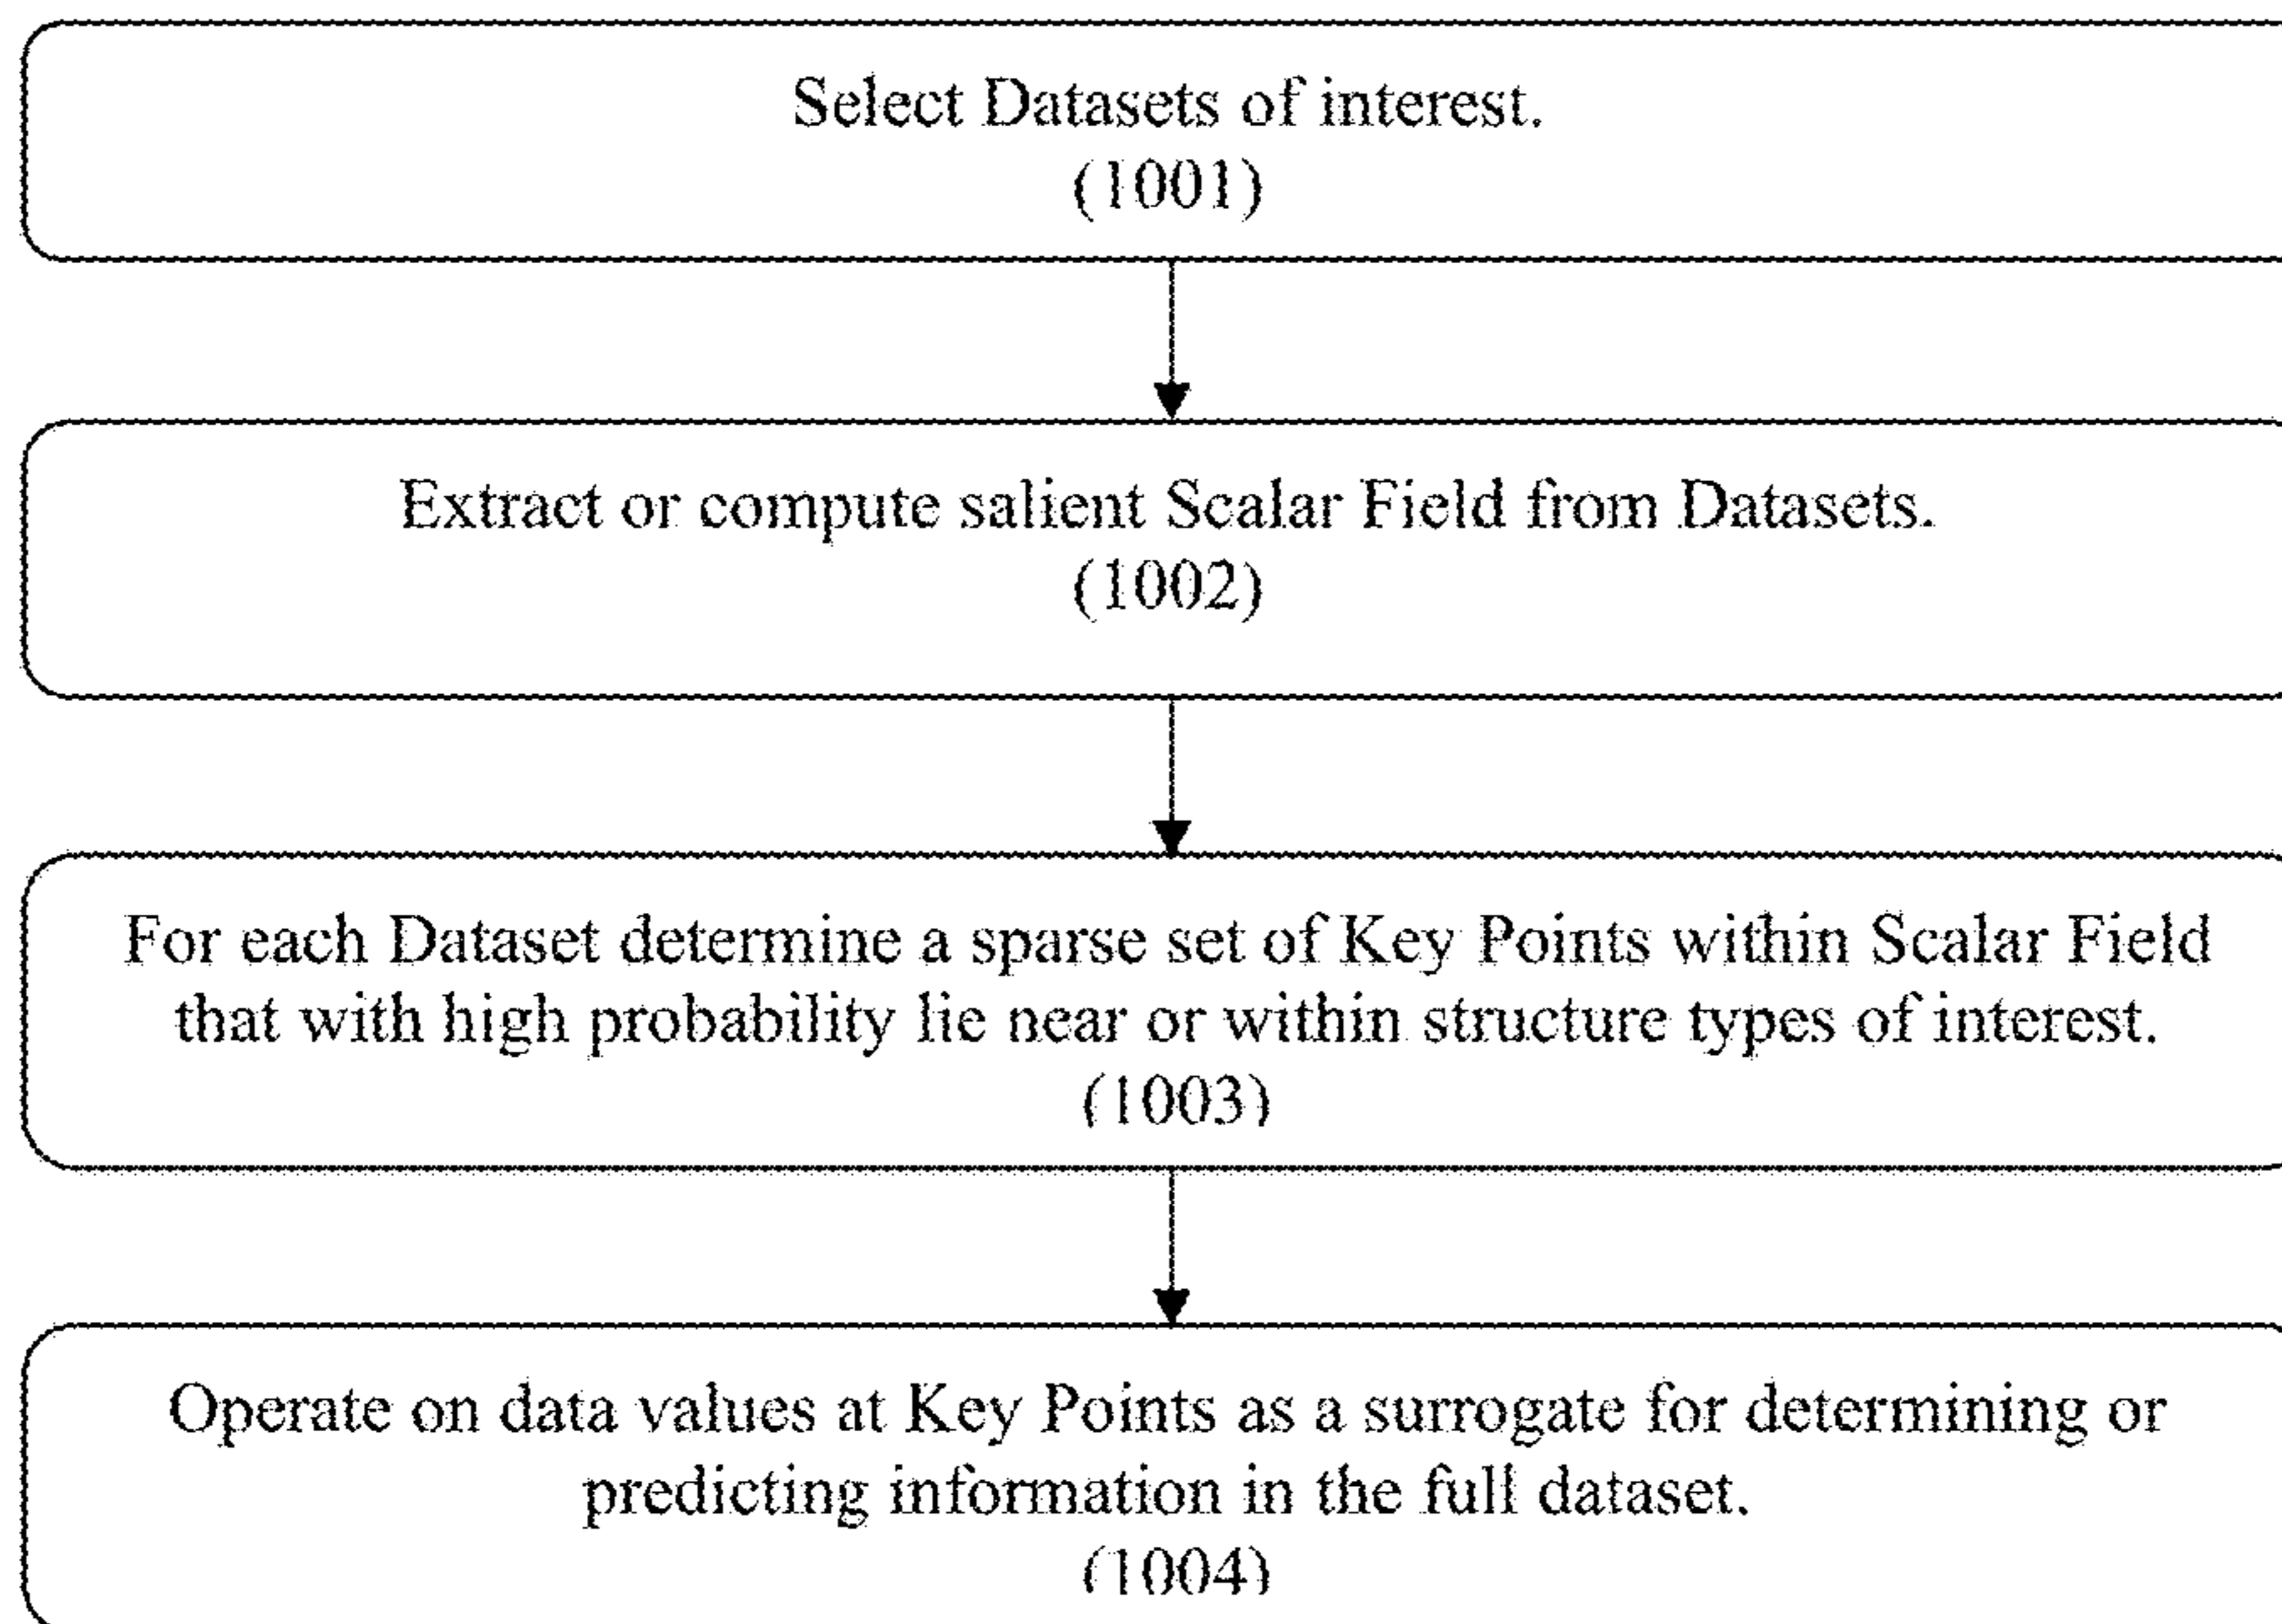 Select Datasets of interest.
(1001)
Extract or compute salient Scalar Field from Datasets.
(1002)
For each Dataset determine a sparse set of Key Points within Scalar Field
that with high probability lie near or within structure types of interest.
(1003)
Operate on data values at Key Points as a surrogate for determining or
predicting information in the full dataset.
(1004)